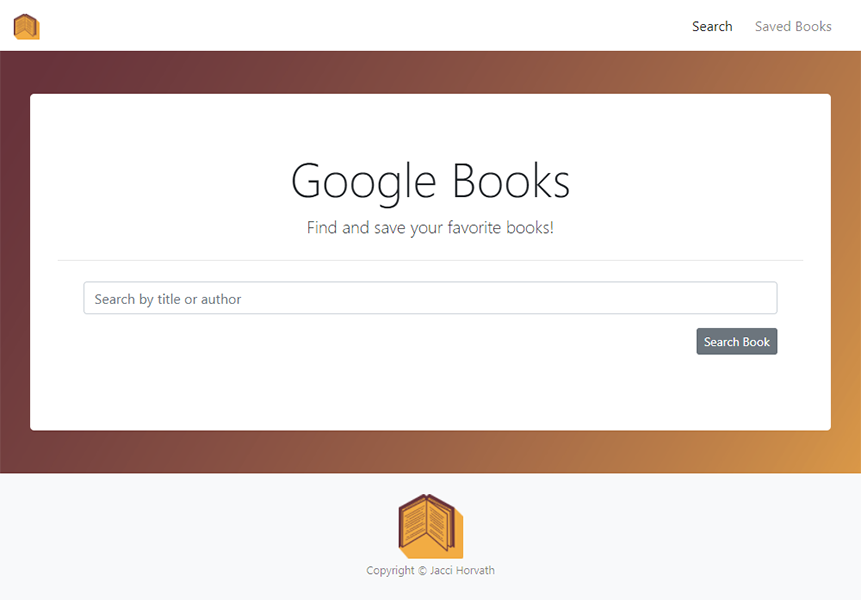 Search
Saved Books
Google Books
Find and save your favorite books!
Search by title or author
Search Book
Copyright © Jacci Horvath